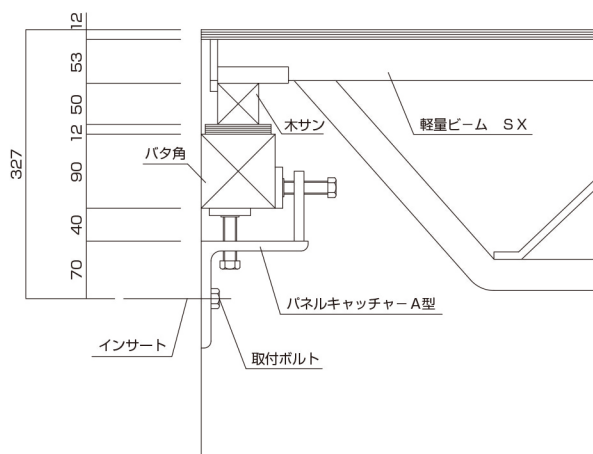 12
53
50
12
90
40
70
327
木サン
軽量ビーム SX
バタ角
パネルキャッチャーA型
インサート
取付ボルト